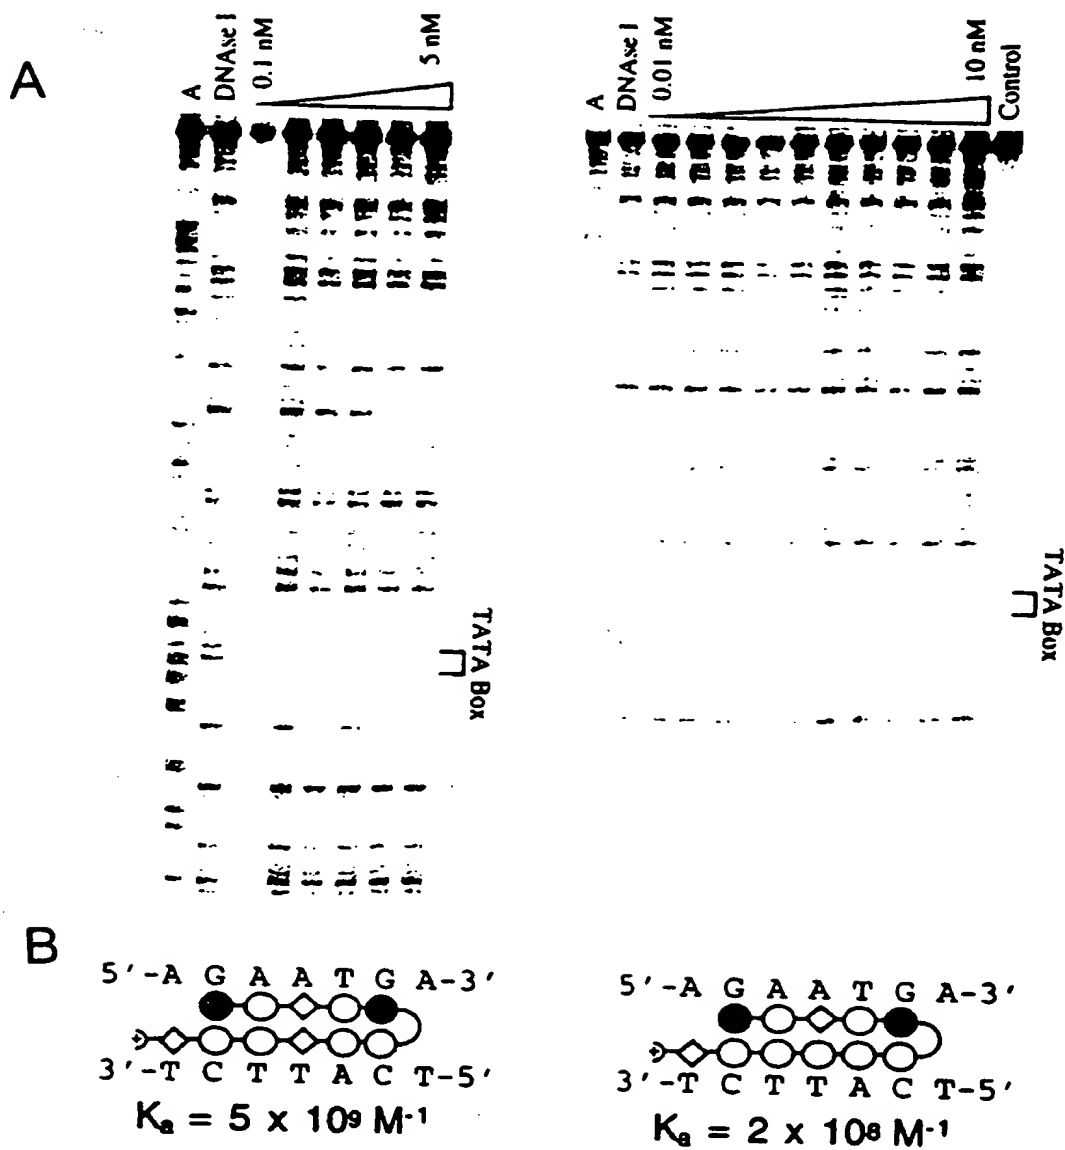 A
A
DNAse I
0.1 nM
5 nM
A
DNAse I
0.01 nM
10 nM
Control
TATA Box
TATA Box
B
5'-A G A A T G A-3'
+
3'-T C T T A C T-5'
Ka = 5 x 10⁹ M⁻¹
5'-A G A A T G A-3'
+
3'-T C T T A C T-5'
Ka = 2 x 10⁸ M⁻¹